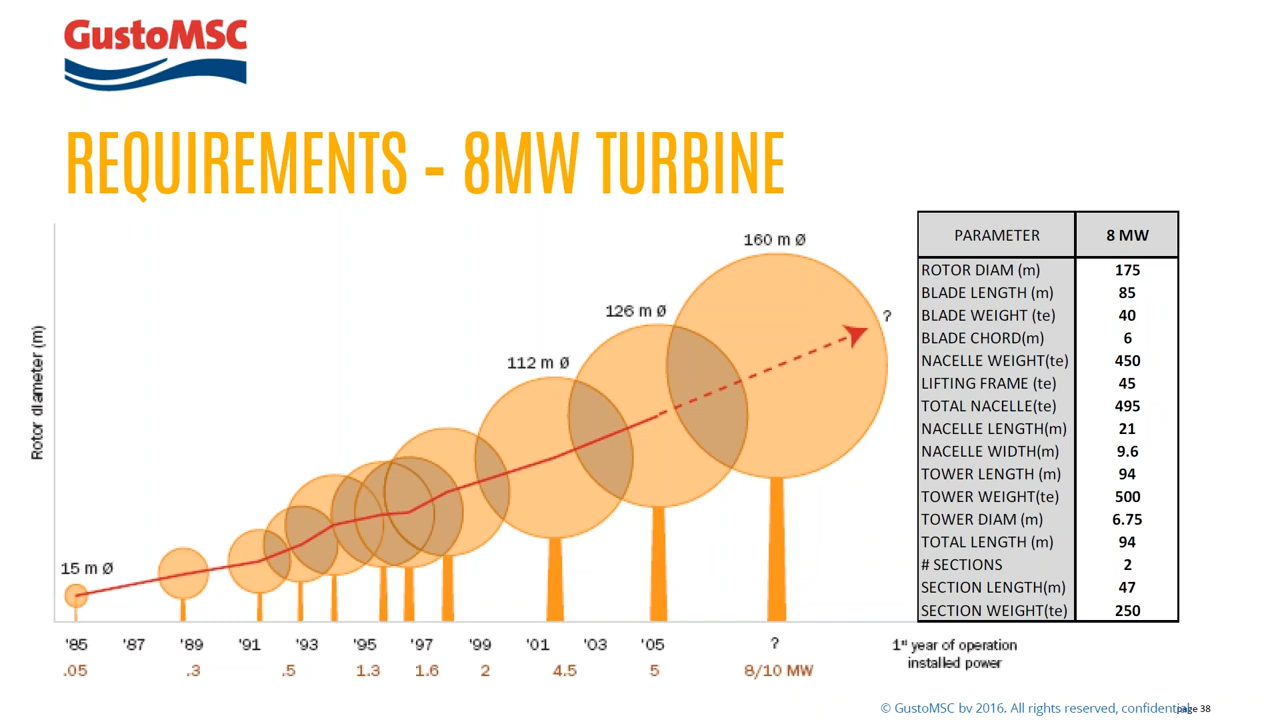 GustoMSC
REQUIREMENTS – 8MW TURBINE
Rotor diameter (m)
15 m Ø
112 m Ø
126 m Ø
160 m Ø
?
'85 '87 '89 '91 '93 '95 '97 '99 '01 '03 '05 ?
.05 .3 .5 1.3 1.6 2 4.5 5 8/10 MW
1st year of operation
installed power
PARAMETER 8 MW
ROTOR DIAM (m) 175
BLADE LENGTH (m) 85
BLADE WEIGHT (te) 40
BLADE CHORD(m) 6
NACELLE WEIGHT(te) 450
LIFTING FRAME (te) 45
TOTAL NACELLE(te) 495
NACELLE LENGTH(m) 21
NACELLE WIDTH(m) 9.6
TOWER LENGTH (m) 94
TOWER WEIGHT(te) 500
TOWER DIAM (m) 6.75
TOTAL LENGTH (m) 94
# SECTIONS 2
SECTION LENGTH(m) 47
SECTION WEIGHT(te) 250
© GustoMSC bv 2016. All rights reserved, confidential
page 38